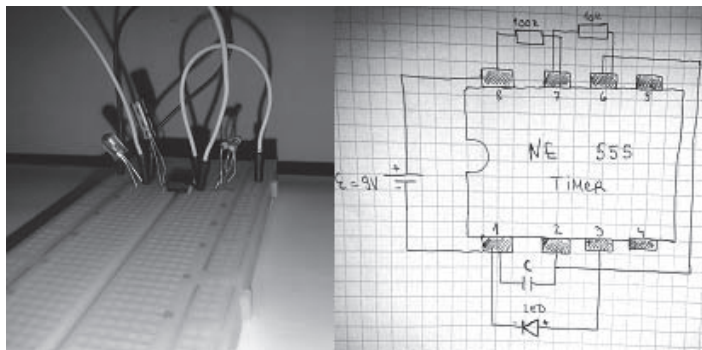 100k 10k
8 7 6 5
NE 555
TIMER
+
ε = 9V
-
1 2 3 4
C
LED +